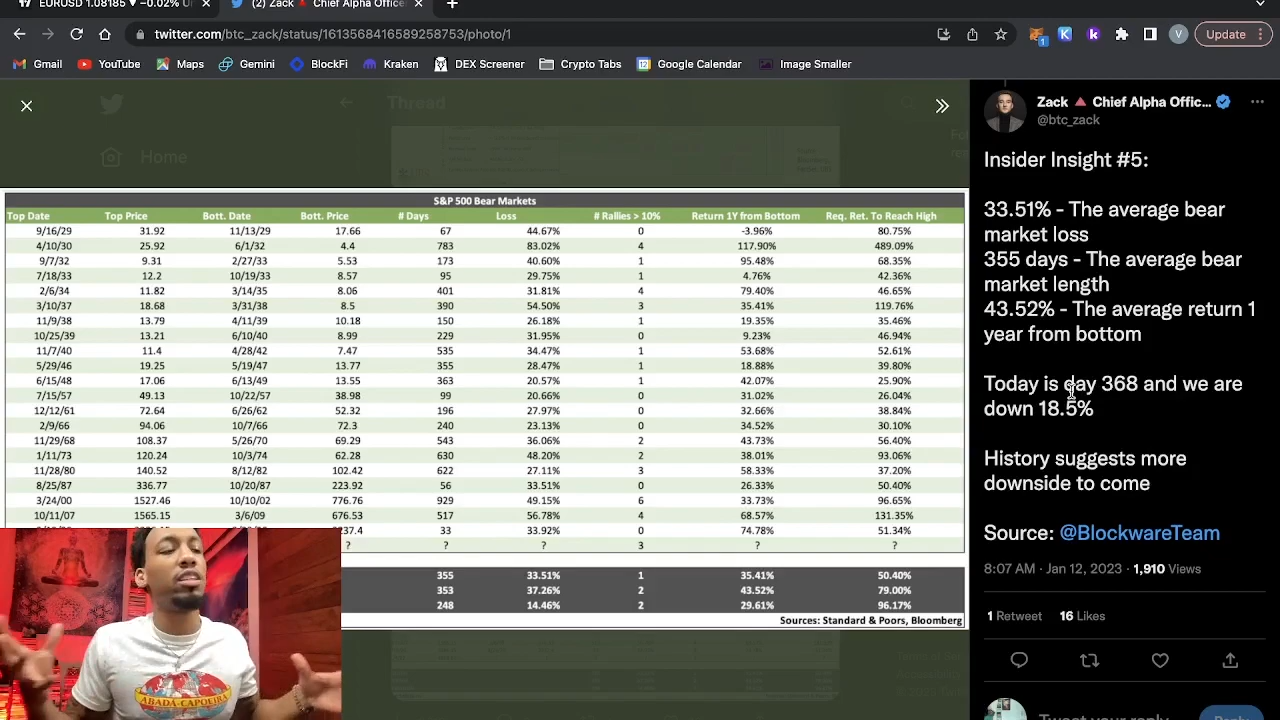 EURUSD 1.08185 ▼ −0.02% U
(2) Zack 🔺 Chief Alpha Office
twitter.com/btc_zack/status/1613568416589258753/photo/1
Update
Gmail YouTube Maps Gemini BlockFi Kraken DEX Screener Crypto Tabs Google Calendar Image Smaller
Thread
Home
S&P 500 Bear Markets
Top Date Top Price Bott. Date Bott. Price # Days Loss # Rallies > 10% Return 1Y from Bottom Req. Ret. To Reach High
9/16/29 31.92 11/13/29 17.66 67 44.67% 0 -3.96% 80.75%
4/10/30 25.92 6/1/32 4.4 783 83.02% 4 117.90% 489.09%
9/7/32 9.31 2/27/33 5.53 173 40.60% 1 95.48% 68.35%
7/18/33 12.2 10/19/33 8.57 95 29.75% 1 4.76% 42.36%
2/6/34 11.82 3/14/35 8.06 401 31.81% 4 79.40% 46.65%
3/10/37 18.68 3/31/38 8.5 390 54.50% 3 35.41% 119.76%
11/9/38 13.79 4/11/39 10.18 150 26.18% 1 19.35% 35.46%
10/25/39 13.21 6/10/40 8.99 229 31.95% 0 9.23% 46.94%
11/7/40 11.4 4/28/42 7.47 535 34.47% 1 53.68% 52.61%
5/29/46 19.25 5/19/47 13.77 355 28.47% 1 18.88% 39.80%
6/15/48 17.06 6/13/49 13.55 363 20.57% 1 42.07% 25.90%
7/15/57 49.13 10/22/57 38.98 99 20.66% 0 31.02% 26.04%
12/12/61 72.64 6/26/62 52.32 196 27.97% 0 32.66% 38.84%
2/9/66 94.06 10/7/66 72.3 240 23.13% 0 34.52% 30.10%
11/29/68 108.37 5/26/70 69.29 543 36.06% 2 43.73% 56.40%
1/11/73 120.24 10/3/74 62.28 630 48.20% 2 38.01% 93.06%
11/28/80 140.52 8/12/82 102.42 622 27.11% 3 58.33% 37.20%
8/25/87 336.77 10/20/87 223.92 56 33.51% 0 26.33% 50.40%
3/24/00 1527.46 10/10/02 776.76 929 49.15% 6 33.73% 96.65%
10/11/07 1565.15 3/6/09 676.53 517 56.78% 4 68.57% 131.35%
237.4 33 33.92% 0 74.78% 51.34%
? ? ? 3 ? ?
355 33.51% 1 35.41% 50.40%
353 37.26% 2 43.52% 79.00%
248 14.46% 2 29.61% 96.17%
Sources: Standard & Poors, Bloomberg
ABADÁ-CAPOEIRA
Zack 🔺 Chief Alpha Offic...
@btc_zack
Insider Insight #5:
33.51% - The average bear
market loss
355 days - The average bear
market length
43.52% - The average return 1
year from bottom
Today is day 368 and we are
down 18.5%
History suggests more
downside to come
Source: @BlockwareTeam
8:07 AM · Jan 12, 2023 · 1,910 Views
1 Retweet 16 Likes
Tweet your reply
Reply